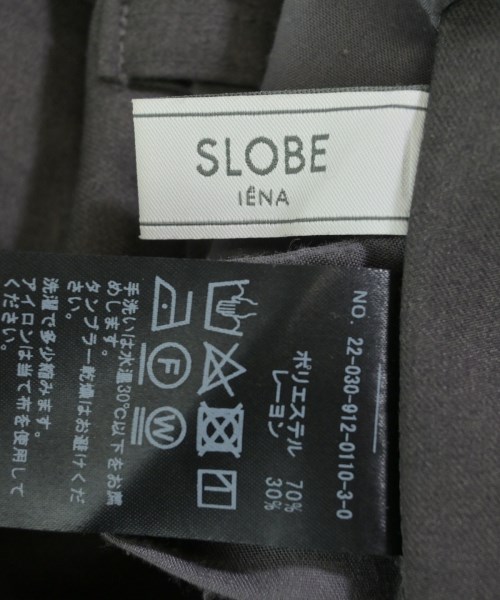 SLOBE
IÉNA
NO. 22-030-912-0110-3-0
ポリエステル 70%
レーヨン 30%
F
W
手洗いは水温30℃以下をお薦
めします。
タンブラー乾燥はお避けくだ
さい。
洗濯で多少縮みます。
アイロンは当て布を使用して
ください。